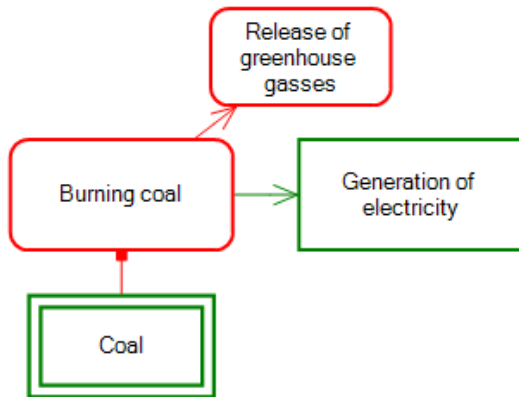 Release of
greenhouse
gasses
Burning coal
Generation of
electricity
Coal